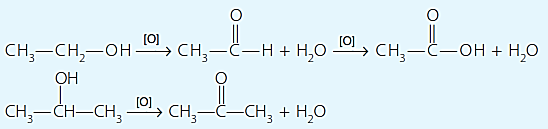 O O
CH₃—CH₂—OH [O] CH₃—C—H + H₂O [O] CH₃—C—OH + H₂O
OH O
CH₃—CH—CH₃ [O] CH₃—C—CH₃ + H₂O